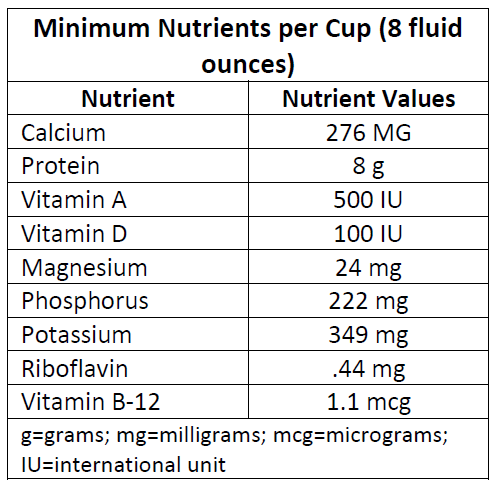 Minimum Nutrients per Cup (8 fluid
ounces)
Nutrient Nutrient Values
Calcium 276 MG
Protein 8 g
Vitamin A 500 IU
Vitamin D 100 IU
Magnesium 24 mg
Phosphorus 222 mg
Potassium 349 mg
Riboflavin .44 mg
Vitamin B-12 1.1 mcg
g=grams; mg=milligrams; mcg=micrograms;
IU=international unit